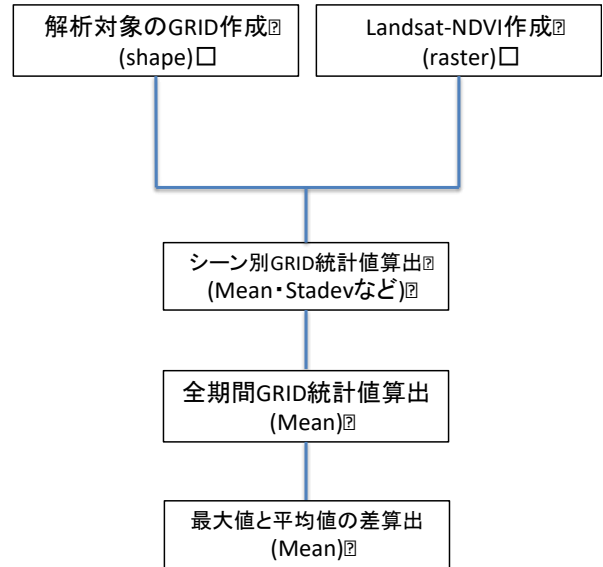 解析対象のGRID作成
(shape)
Landsat-NDVI作成
(raster)
シーン別GRID統計値算出
(Mean・Stadevなど)
全期間GRID統計値算出
(Mean)
最大値と平均値の差算出
(Mean)